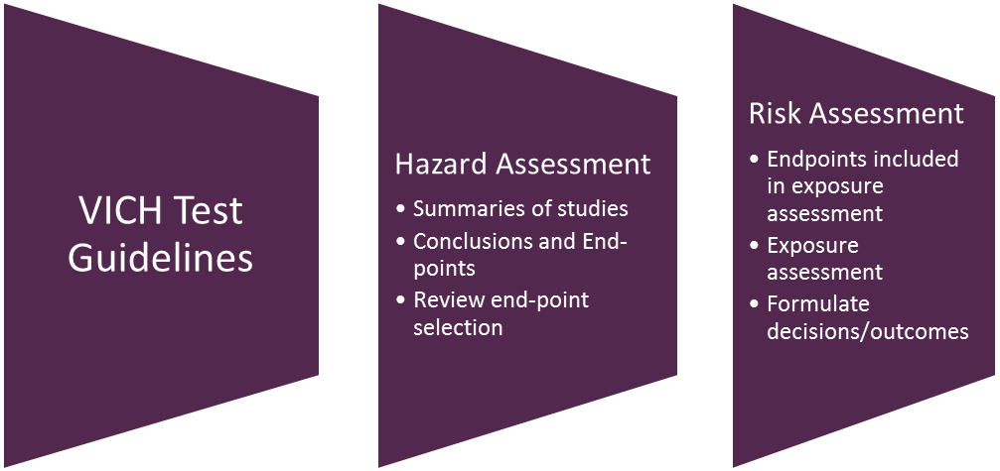 VICH Test
Guidelines
Hazard Assessment
• Summaries of studies
• Conclusions and End-
points
• Review end-point
selection
Risk Assessment
• Endpoints included
in exposure
assessment
• Exposure
assessment
• Formulate
decisions/outcomes